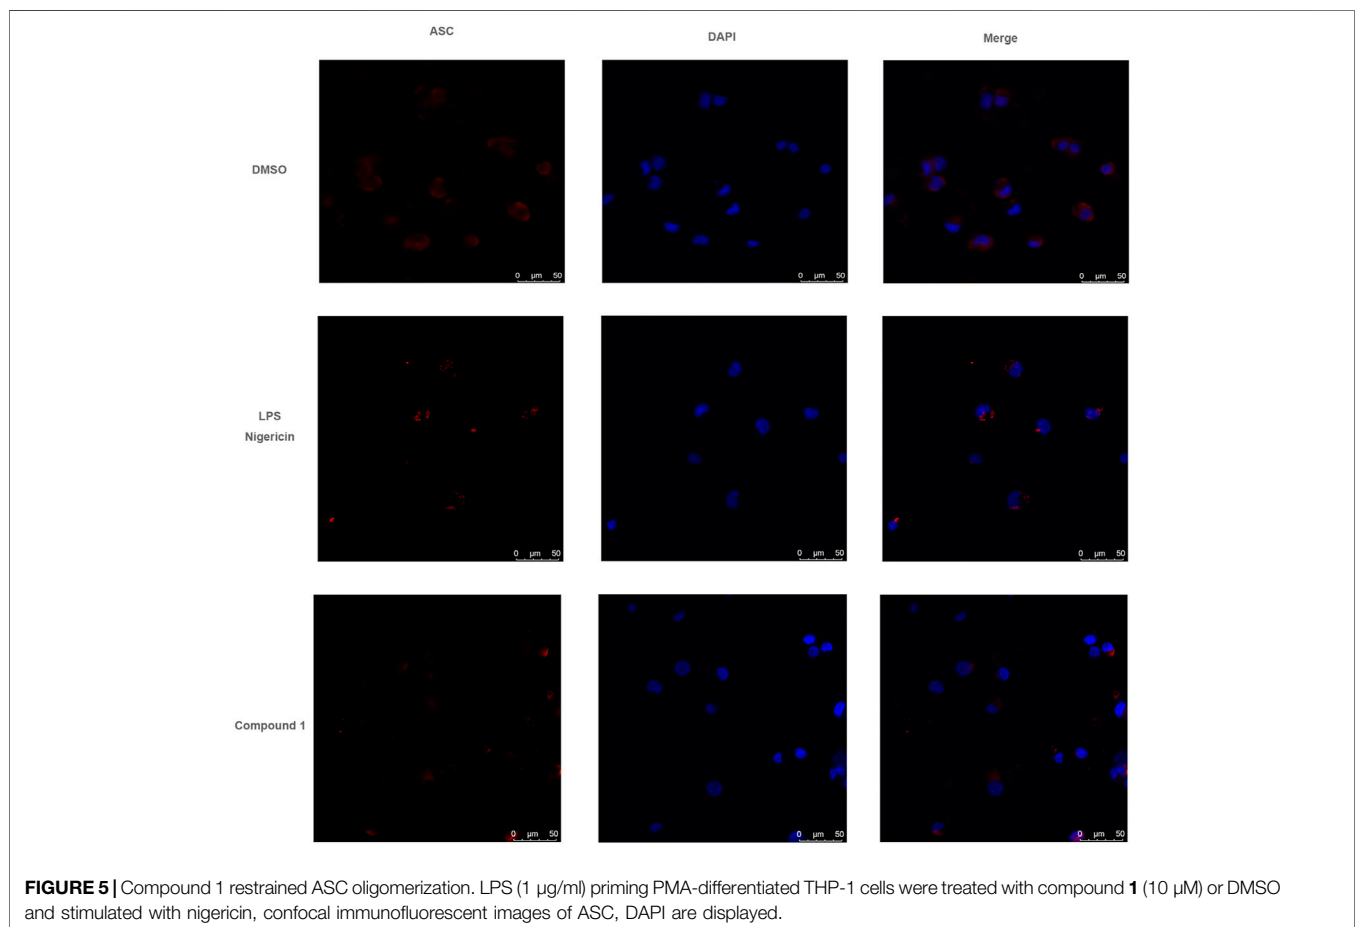 ASC
DAPI
Merge
DMSO
0 µm 50
0 µm 50
0 µm 50
LPS
Nigericin
0 µm 50
0 µm 50
0 µm 50
Compound 1
0 µm 50
0 µm 50
0 µm 50
FIGURE 5 | Compound 1 restrained ASC oligomerization. LPS (1 µg/ml) priming PMA-differentiated THP-1 cells were treated with compound 1 (10 µM) or DMSO
and stimulated with nigericin, confocal immunofluorescent images of ASC, DAPI are displayed.